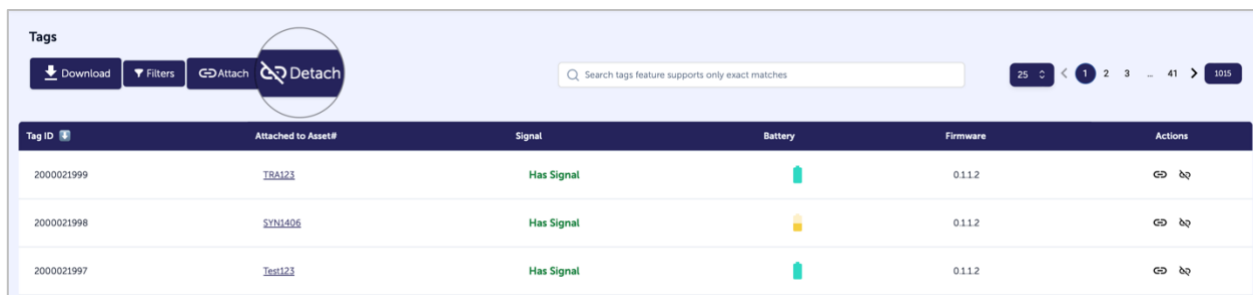 Tags
Download Filters Attach Detach Search tags feature supports only exact matches 25 1 2 3 ... 41 1015
Tag ID Attached to Asset# Signal Battery Firmware Actions
2000021999 TRA123 Has Signal 0.1.1.2
2000021998 SYN1406 Has Signal 0.1.1.2
2000021997 Test123 Has Signal 0.1.1.2